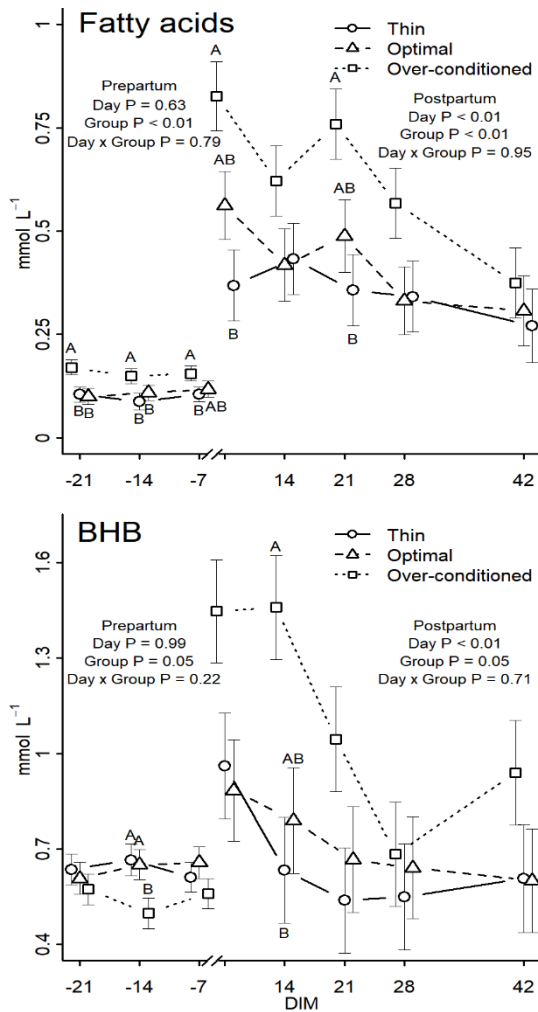 Fatty acids
Thin
Optimal
Over-conditioned
Prepartum
Day P = 0.63
Group P < 0.01
Day x Group P = 0.79
Postpartum
Day P < 0.01
Group P < 0.01
Day x Group P = 0.95
mmol L⁻¹
1
0.75
0.5
0.25
0
A
A
AB
AB
B
B
A
A
A
B
B
B
B
B
AB
-21
-14
-7
14
21
28
42
BHB
Thin
Optimal
Over-conditioned
Prepartum
Day P = 0.99
Group P = 0.05
Day x Group P = 0.22
Postpartum
Day P < 0.01
Group P = 0.05
Day x Group P = 0.71
mmol L⁻¹
1.6
1.3
1
0.7
0.4
A
AB
B
A
A
B
-21
-14
-7
14
21
28
42
DIM